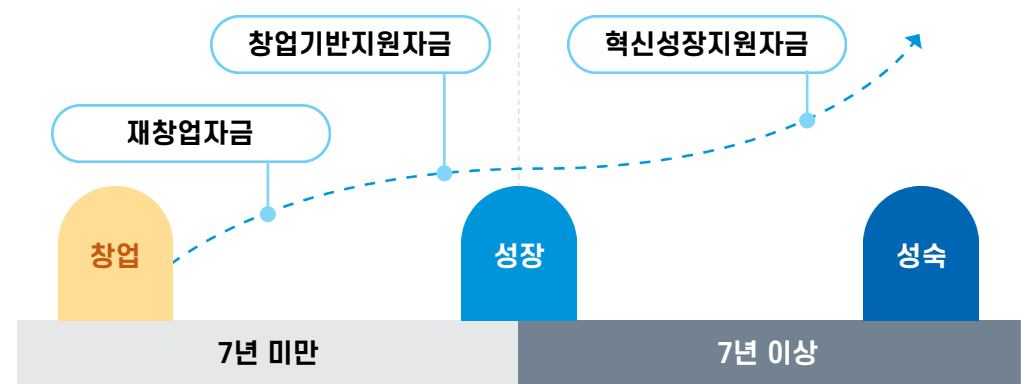 창업기반지원자금
혁신성장지원자금
재창업자금
창업
성장
성숙
7년 미만
7년 이상